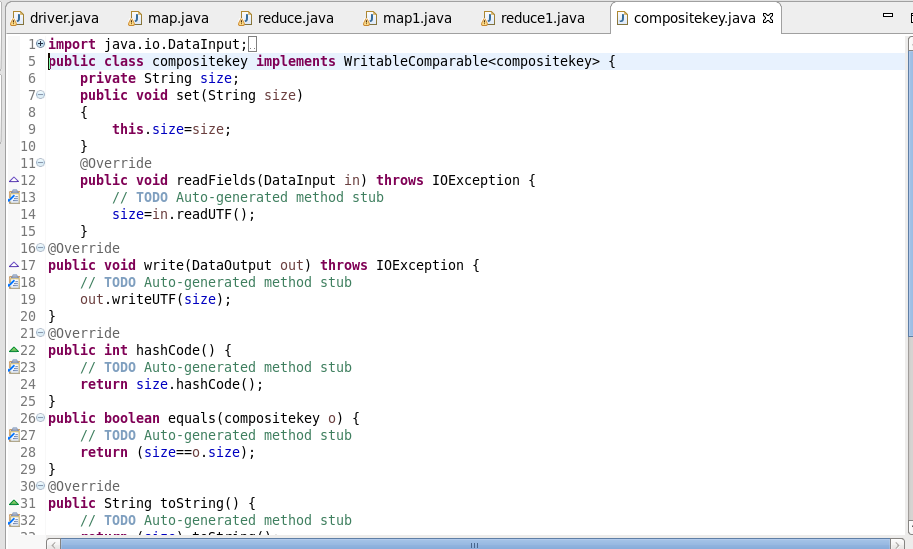 driver.java map.java reduce.java map1.java reduce1.java compositekey.java
1 import java.io.DataInput;
5 public class compositekey implements WritableComparable<compositekey> {
6 private String size;
7 public void set(String size)
8 {
9 this.size=size;
10 }
11 @Override
12 public void readFields(DataInput in) throws IOException {
13 // TODO Auto-generated method stub
14 size=in.readUTF();
15 }
16 @Override
17 public void write(DataOutput out) throws IOException {
18 // TODO Auto-generated method stub
19 out.writeUTF(size);
20 }
21 @Override
22 public int hashCode() {
23 // TODO Auto-generated method stub
24 return size.hashCode();
25 }
26 public boolean equals(compositekey o) {
27 // TODO Auto-generated method stub
28 return (size==o.size);
29 }
30 @Override
31 public String toString() {
32 // TODO Auto-generated method stub